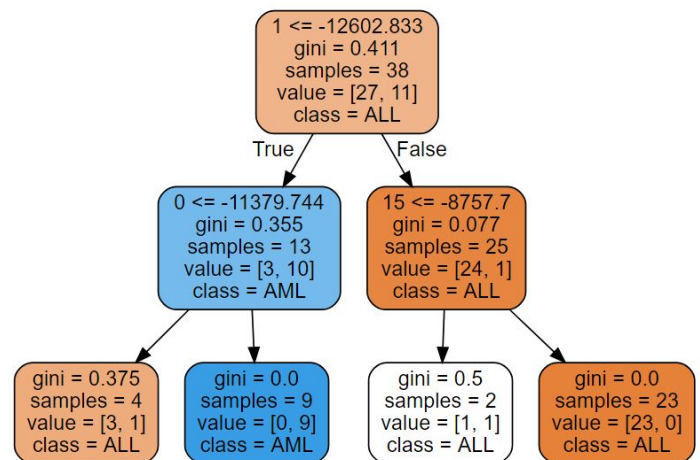 1 <= -12602.833
gini = 0.411
samples = 38
value = [27, 11]
class = ALL
True
False
0 <= -11379.744
gini = 0.355
samples = 13
value = [3, 10]
class = AML
15 <= -8757.7
gini = 0.077
samples = 25
value = [24, 1]
class = ALL
gini = 0.375
samples = 4
value = [3, 1]
class = ALL
gini = 0.0
samples = 9
value = [0, 9]
class = AML
gini = 0.5
samples = 2
value = [1, 1]
class = ALL
gini = 0.0
samples = 23
value = [23, 0]
class = ALL